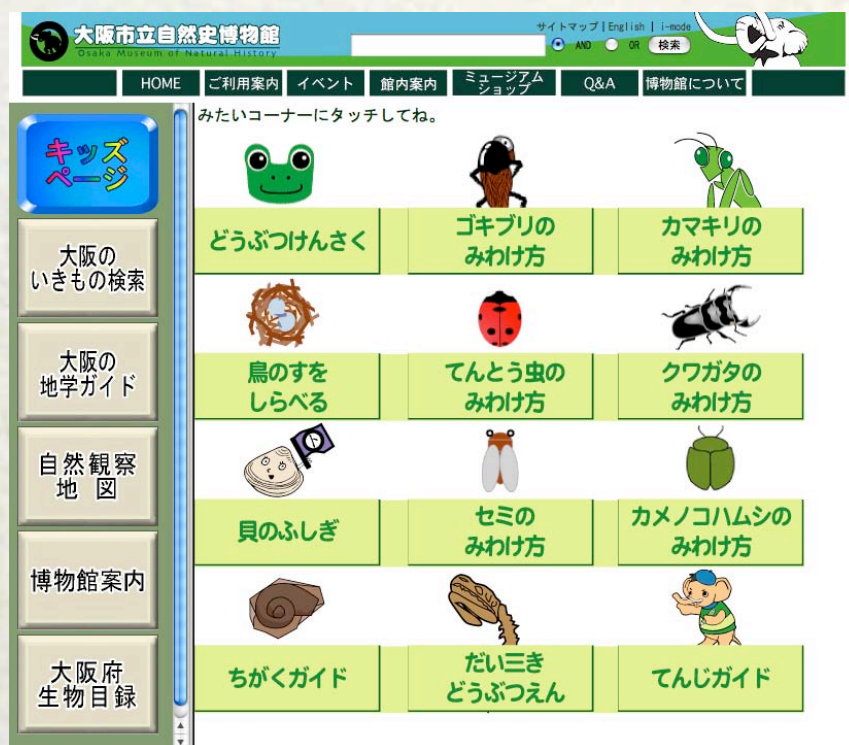 大阪市立自然史博物館
Osaka Museum of Natural History
サイトマップ | English | i-mode
AND OR 検索
HOME ご利用案内 イベント 館内案内 ミュージアムショップ Q&A 博物館について
みたいコーナーにタッチしてね。
キッズ
ページ
大阪の
いきもの検索
大阪の
地学ガイド
自然観察
地図
博物館案内
大阪府
生物目録
どうぶつけんさく
ゴキブリの
みわけ方
カマキリの
みわけ方
鳥のすを
しらべる
てんとう虫の
みわけ方
クワガタの
みわけ方
貝のふしぎ
セミの
みわけ方
カメノコハムシの
みわけ方
ちがくガイド
だい三き
どうぶつえん
てんじガイド